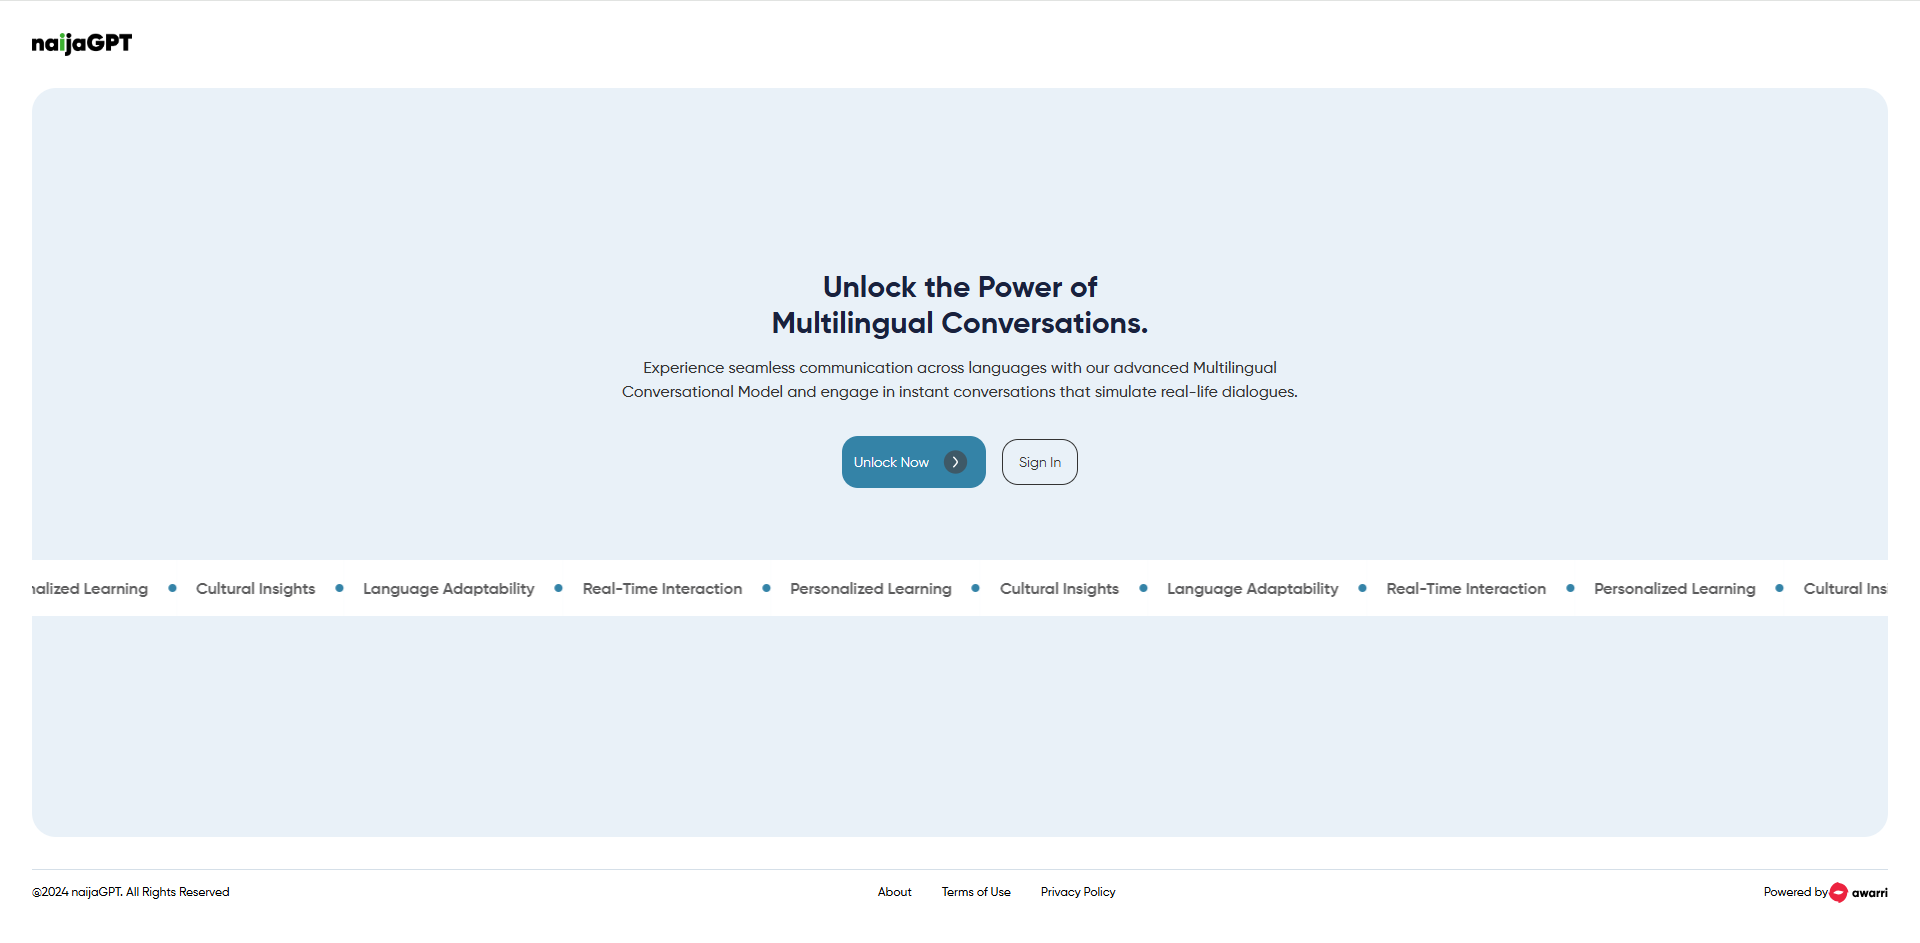 naijaGPT
Unlock the Power of
Multilingual Conversations.
Experience seamless communication across languages with our advanced Multilingual
Conversational Model and engage in instant conversations that simulate real-life dialogues.
Unlock Now
Sign In
nalized Learning • Cultural Insights • Language Adaptability • Real-Time Interaction • Personalized Learning • Cultural Insights • Language Adaptability • Real-Time Interaction • Personalized Learning • Cultural Ins
@2024 naijaGPT. All Rights Reserved
About Terms of Use Privacy Policy
Powered by awarri